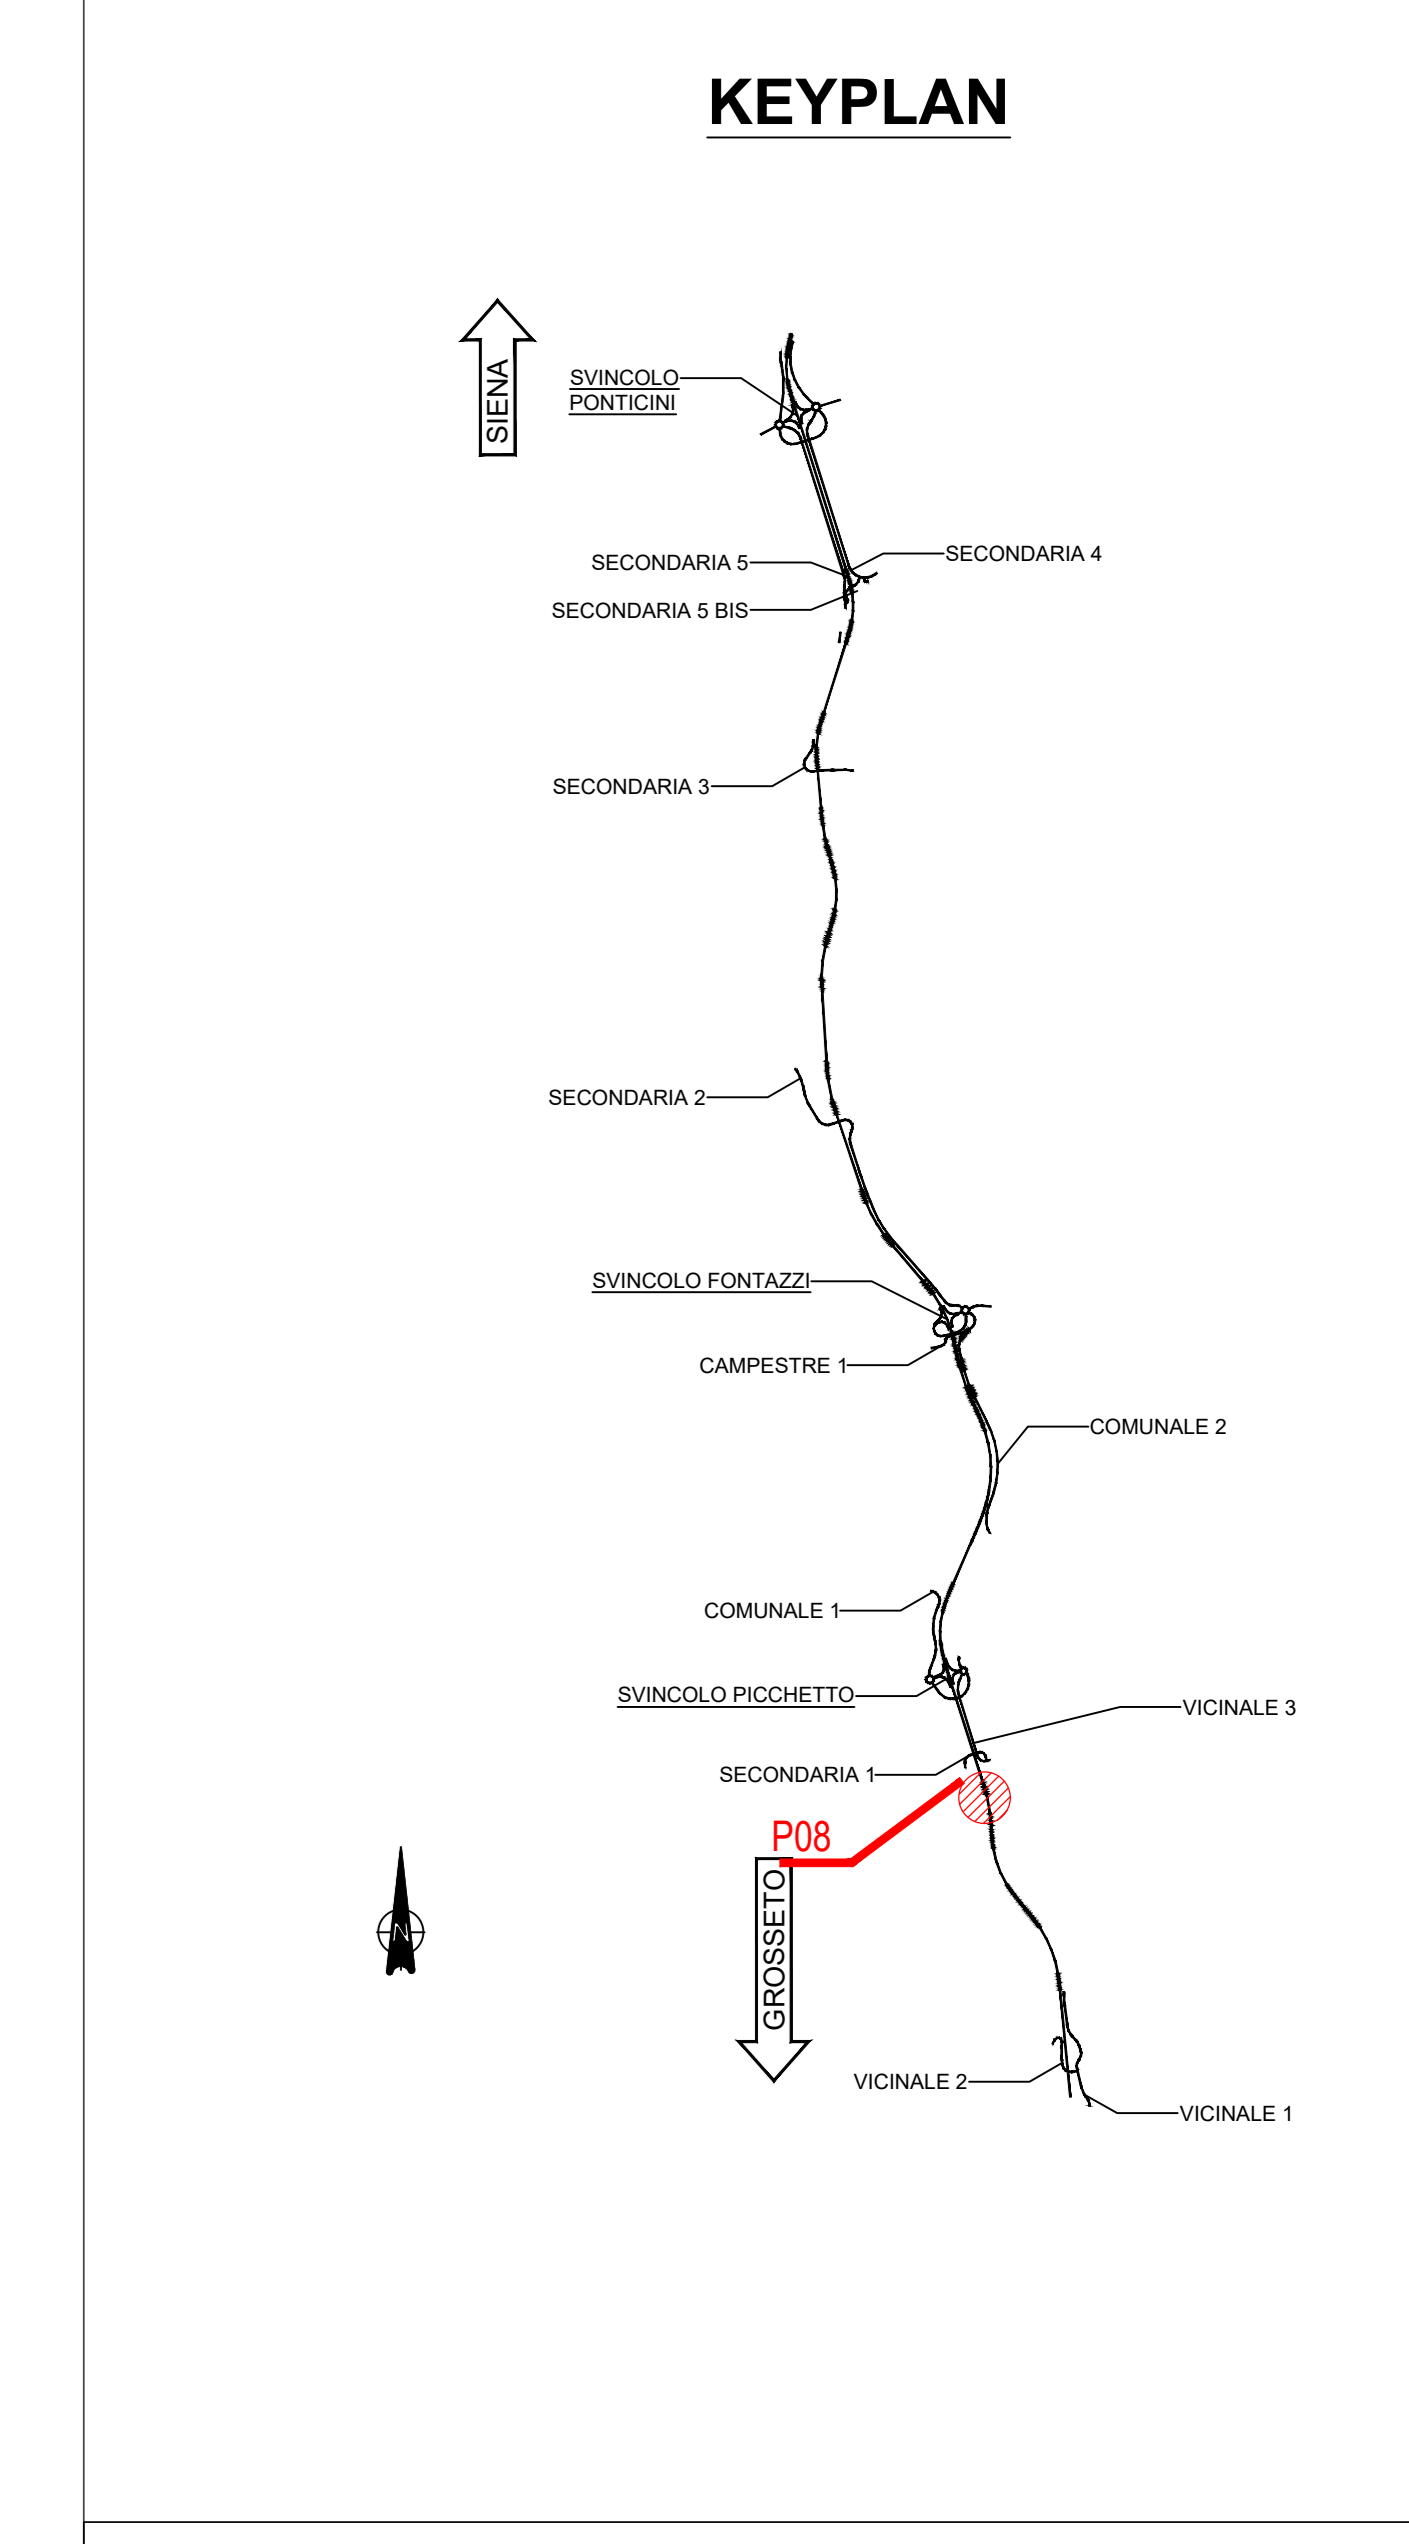 KEYPLAN
SIENA
SVINCOLO
PONTICINI
SECONDARIA 4
SECONDARIA 5
SECONDARIA 5 BIS
SECONDARIA 3
SECONDARIA 2
SVINCOLO FONTAZZI
CAMPESTRE 1
COMUNALE 2
COMUNALE 1
SVINCOLO PICCHETTO
VICINALE 3
SECONDARIA 1
P08
GROSSETO
N
VICINALE 2
VICINALE 1